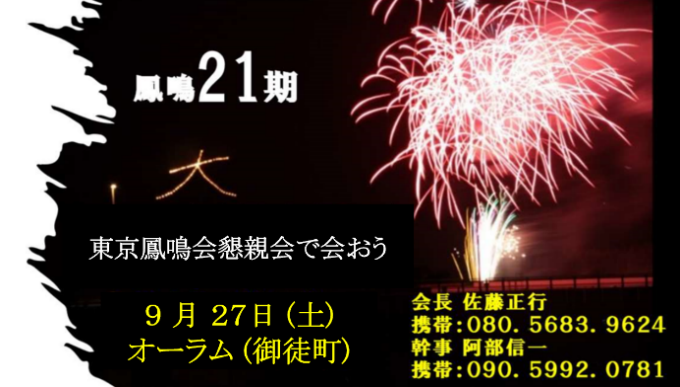 鳳鳴21期
大
東京鳳鳴会懇親会で会おう
9月27日(土)
オーラム(御徒町)
会長 佐藤正行
携帯:080.5683.9624
幹事 阿部信一
携帯:090.5992.0781